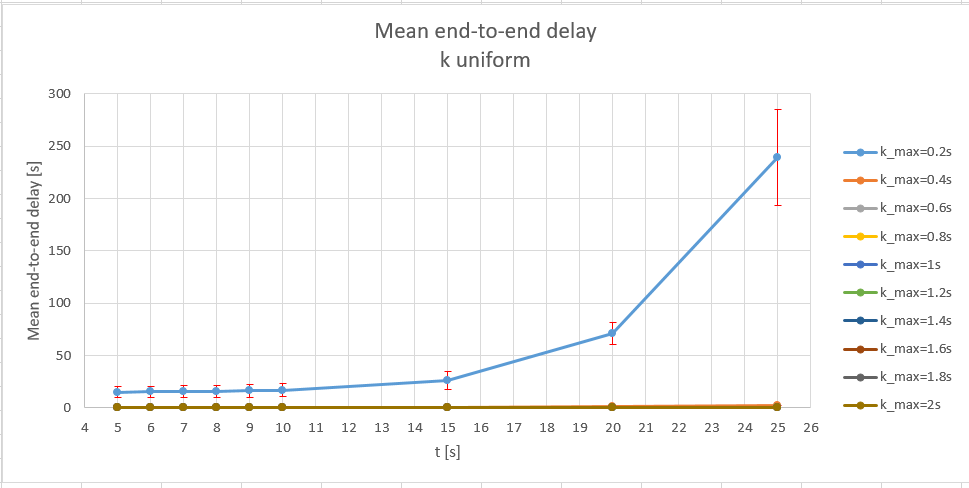 Mean end-to-end delay
k uniform
300
250
200
150
100
50
0
Mean end-to-end delay [s]
4 5 6 7 8 9 10 11 12 13 14 15 16 17 18 19 20 21 22 23 24 25 26
t [s]
k_max=0.2s
k_max=0.4s
k_max=0.6s
k_max=0.8s
k_max=1s
k_max=1.2s
k_max=1.4s
k_max=1.6s
k_max=1.8s
k_max=2s